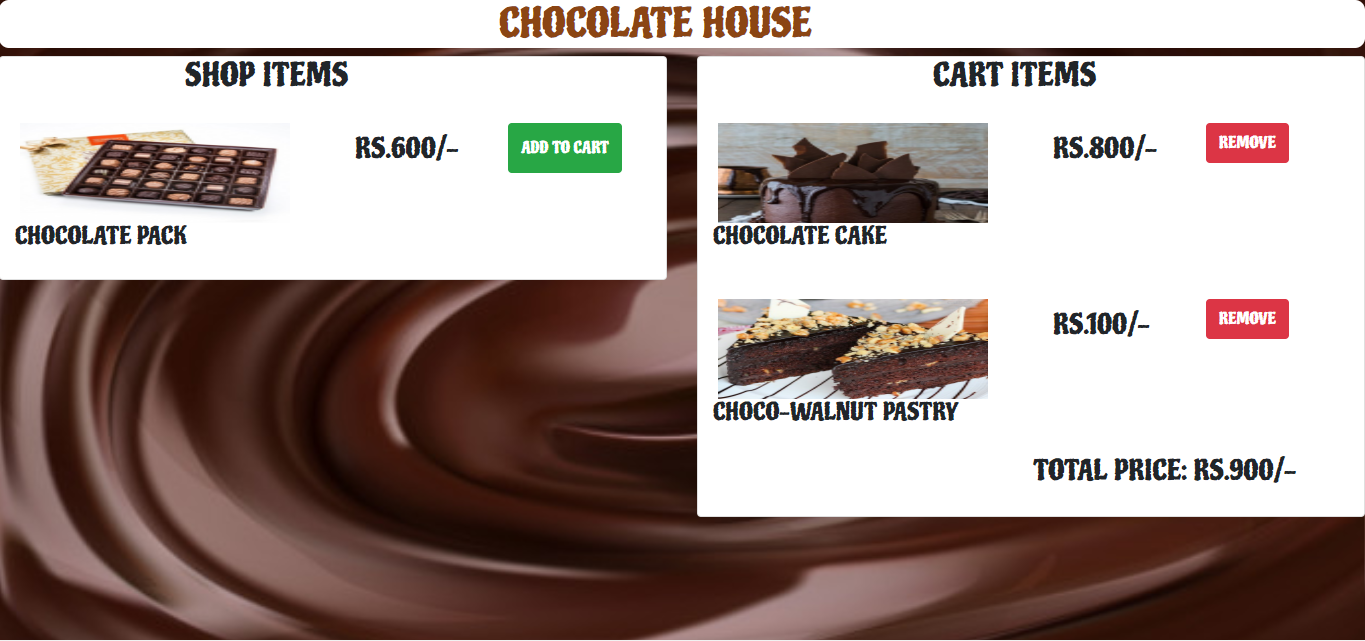 CHOCOLATE HOUSE
SHOP ITEMS
RS.600/-
ADD TO CART
CHOCOLATE PACK
CART ITEMS
RS.800/-
REMOVE
CHOCOLATE CAKE
RS.100/-
REMOVE
CHOCO-WALNUT PASTRY
TOTAL PRICE: RS.900/-